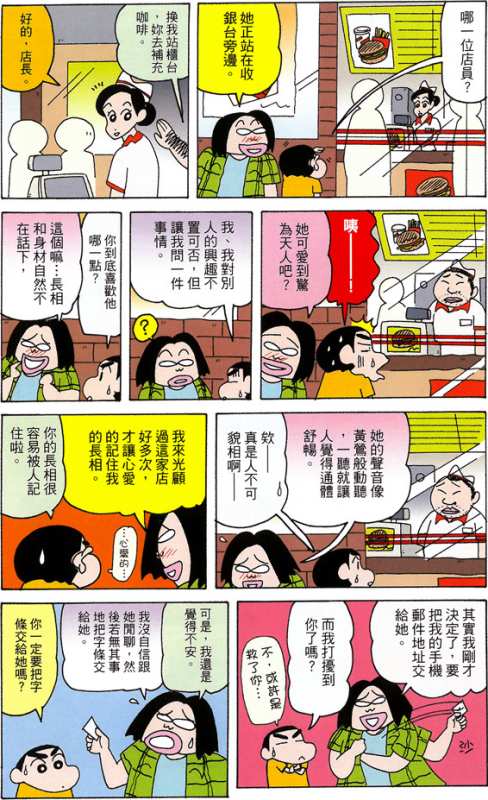 哪一位店員？
她正站在收
銀台旁邊。
換我站櫃台
，妳去補充
咖啡。
好的，店長。
咦——！
她可愛到驚
為天人吧？
我、我對別
人的興趣不
置可否，但
讓我問一件
事情。
？
你到底喜歡他
哪一點？
這個嘛…長相
和身材自然不
在話下，
她的聲音像
黃鶯般動聽
，一聽就讓
人覺得通體
舒暢。
欸——
真是人不可
貌相啊——
我來光顧
過這家店
好多次，
才讓心愛
的記住我
的長相。
…心愛的…
你的長相很
容易被人記
住啦。
其實我剛才
決定了，要
把我的手機
郵件地址交
給她。
沙
而我打擾到
你了嗎？
不，或許是
救了你…
可是，我還是
覺得不安。
我沒自信跟
她閒聊，然
後若無其事
地把字條交
給她。
你一定要把字
條交給她嗎？